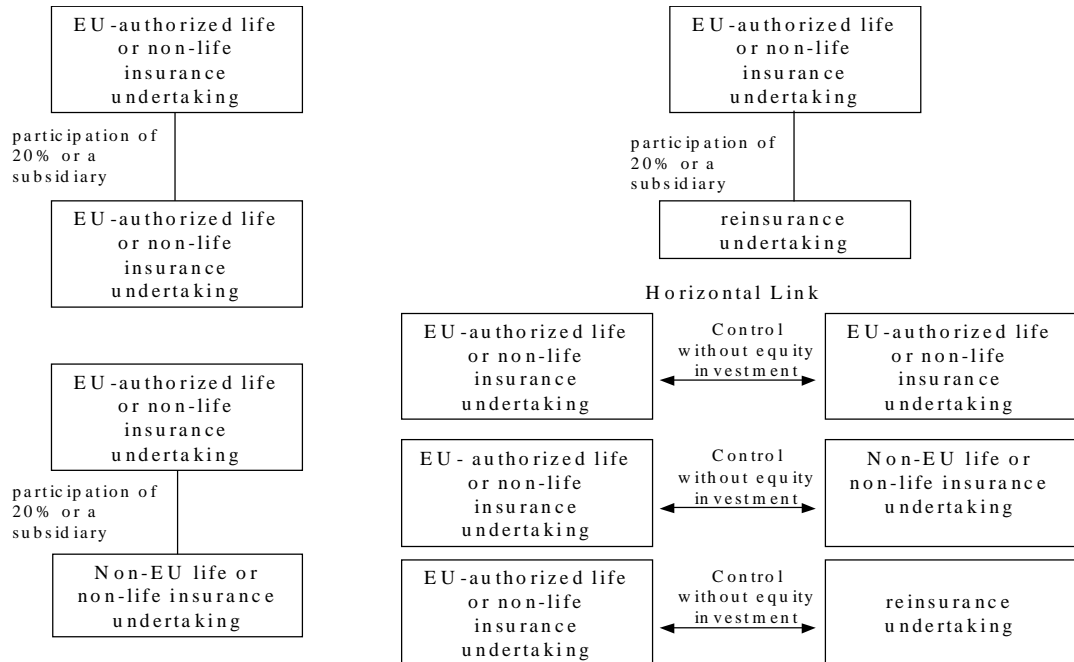 EU-authorized life
or non-life
insurance
undertaking
participation of
20% or a
subsidiary
EU-authorized life
or non-life
insurance
undertaking
EU-authorized life
or non-life
insurance
undertaking
participation of
20% or a
subsidiary
Non-EU life or
non-life insurance
undertaking
EU-authorized life
or non-life
insurance
undertaking
participation of
20% or a
subsidiary
reinsurance
undertaking
Horizontal Link
EU-authorized life
or non-life
insurance
undertaking
Control
without equity
investment
EU-authorized life
or non-life
insurance
undertaking
EU- authorized life
or non-life
insurance
undertaking
Control
without equity
investment
Non-EU life or
non-life insurance
undertaking
EU-authorized life
or non-life
insurance
undertaking
Control
without equity
investment
reinsurance
undertaking